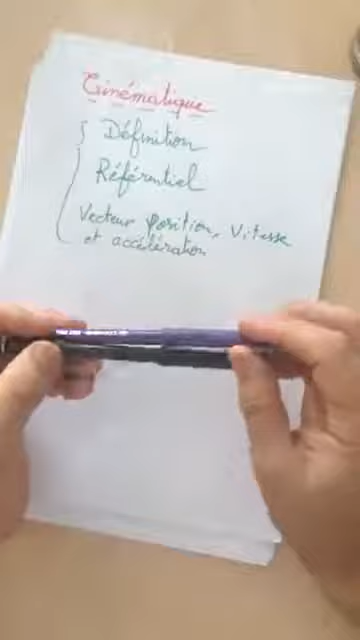 Cinématique
Définition
Référentiel
Vecteur position, Vitesse
et accélération